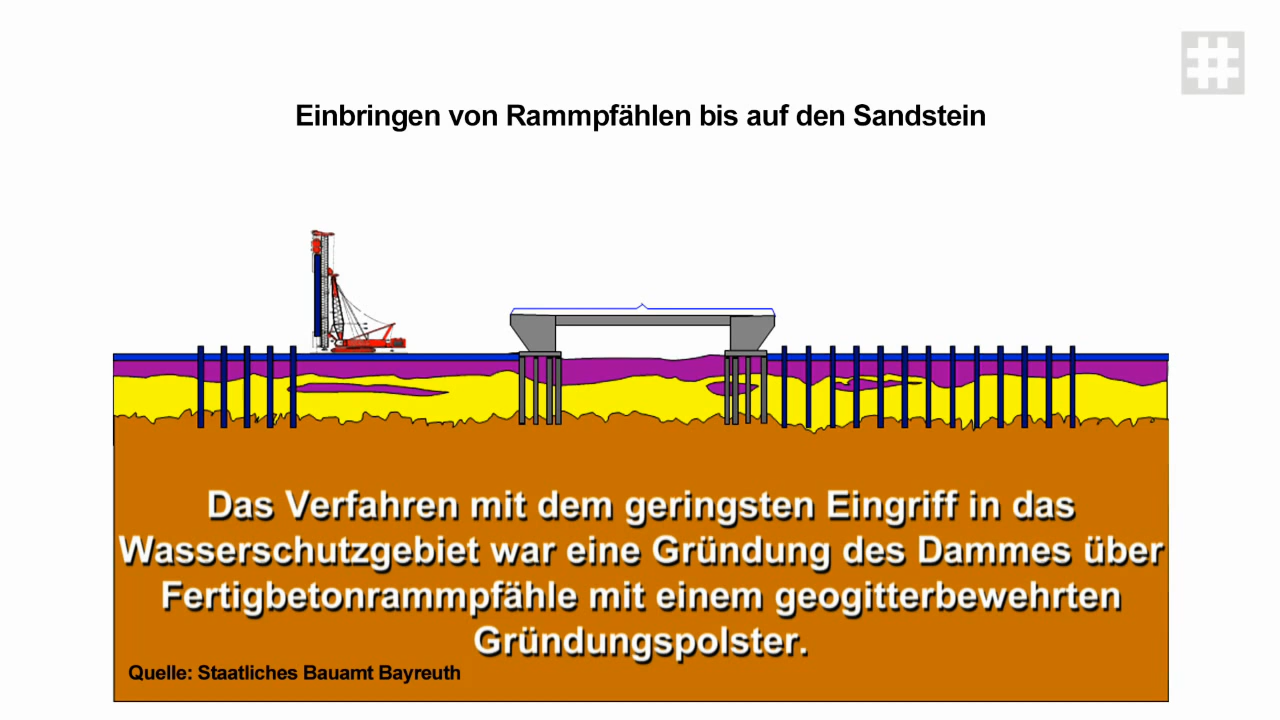 Einbringen von Rammpfählen bis auf den Sandstein
Das Verfahren mit dem geringsten Eingriff in das
Wasserschutzgebiet war eine Gründung des Dammes über
Fertigbetonrammpfähle mit einem geogitterbewehrten
Gründungspolster.
Quelle: Staatliches Bauamt Bayreuth